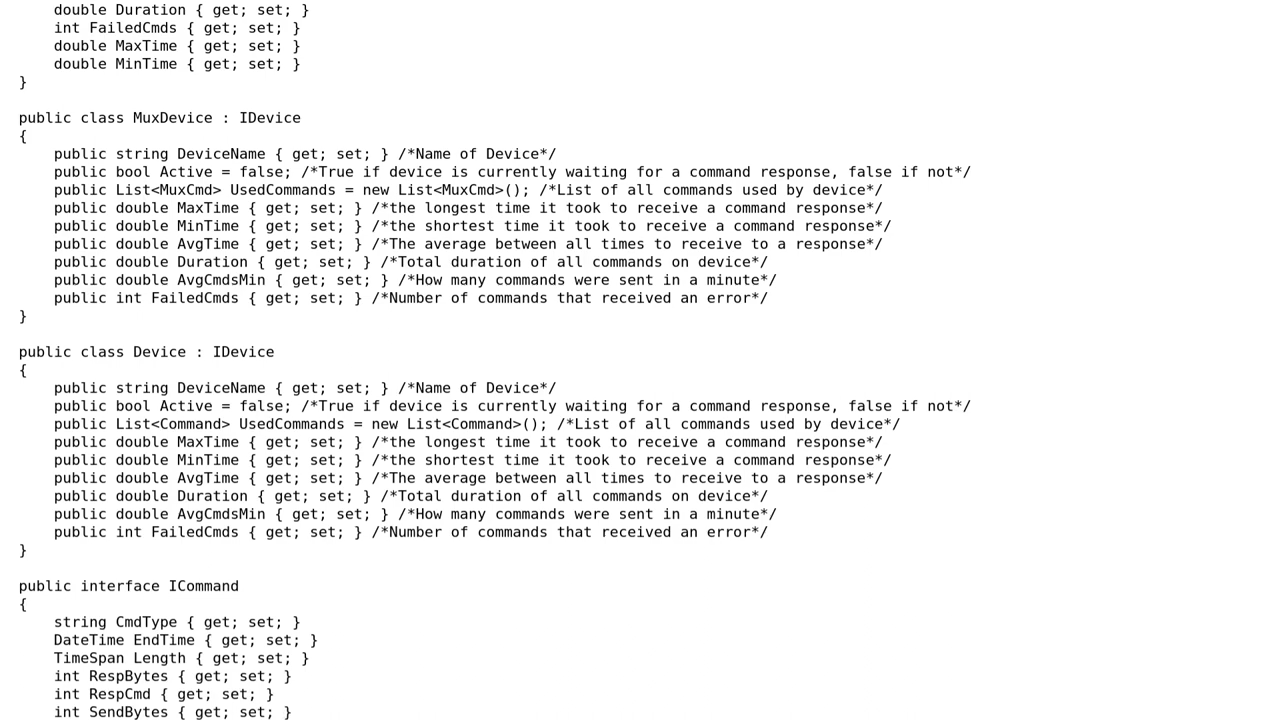 double Duration { get; set; }
    int FailedCmds { get; set; }
    double MaxTime { get; set; }
    double MinTime { get; set; }
}

public class MuxDevice : IDevice
{
    public string DeviceName { get; set; } /*Name of Device*/
    public bool Active = false; /*True if device is currently waiting for a command response, false if not*/
    public List<MuxCmd> UsedCommands = new List<MuxCmd>(); /*List of all commands used by device*/
    public double MaxTime { get; set; } /*the longest time it took to receive a command response*/
    public double MinTime { get; set; } /*the shortest time it took to receive a command response*/
    public double AvgTime { get; set; } /*The average between all times to receive to a response*/
    public double Duration { get; set; } /*Total duration of all commands on device*/
    public double AvgCmdsMin { get; set; } /*How many commands were sent in a minute*/
    public int FailedCmds { get; set; } /*Number of commands that received an error*/
}

public class Device : IDevice
{
    public string DeviceName { get; set; } /*Name of Device*/
    public bool Active = false; /*True if device is currently waiting for a command response, false if not*/
    public List<Command> UsedCommands = new List<Command>(); /*List of all commands used by device*/
    public double MaxTime { get; set; } /*the longest time it took to receive a command response*/
    public double MinTime { get; set; } /*the shortest time it took to receive a command response*/
    public double AvgTime { get; set; } /*The average between all times to receive to a response*/
    public double Duration { get; set; } /*Total duration of all commands on device*/
    public double AvgCmdsMin { get; set; } /*How many commands were sent in a minute*/
    public int FailedCmds { get; set; } /*Number of commands that received an error*/
}

public interface ICommand
{
    string CmdType { get; set; }
    DateTime EndTime { get; set; }
    TimeSpan Length { get; set; }
    int RespBytes { get; set; }
    int RespCmd { get; set; }
    int SendBytes { get; set; }